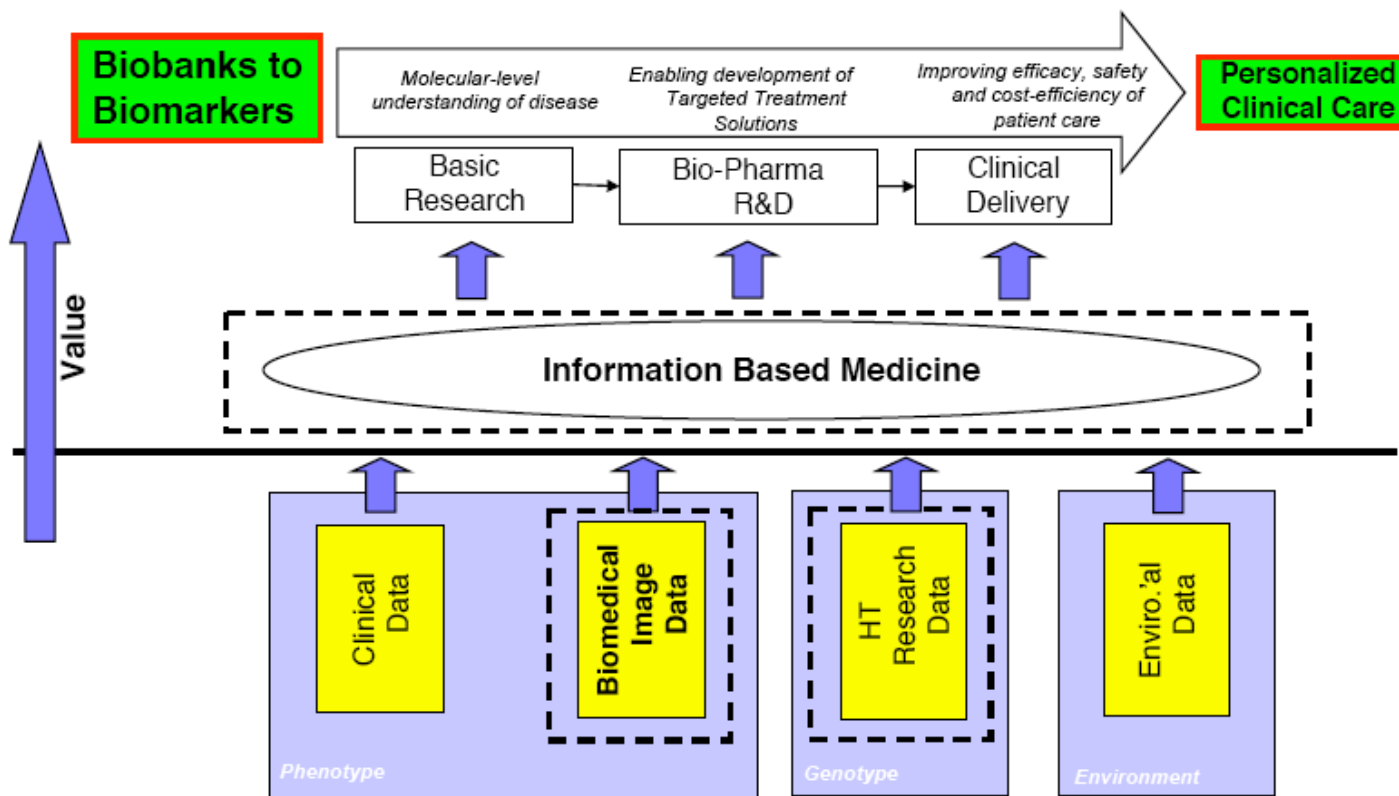 Biobanks to
Biomarkers
Molecular-level
understanding of disease
Enabling development of
Targeted Treatment
Solutions
Improving efficacy, safety
and cost-efficiency of
patient care
Personalized
Clinical Care
Basic
Research
Bio-Pharma
R&D
Clinical
Delivery
Value
Information Based Medicine
Clinical
Data
Biomedical
Image
Data
HT
Research
Data
Enviro.'al
Data
Phenotype
Genotype
Environment